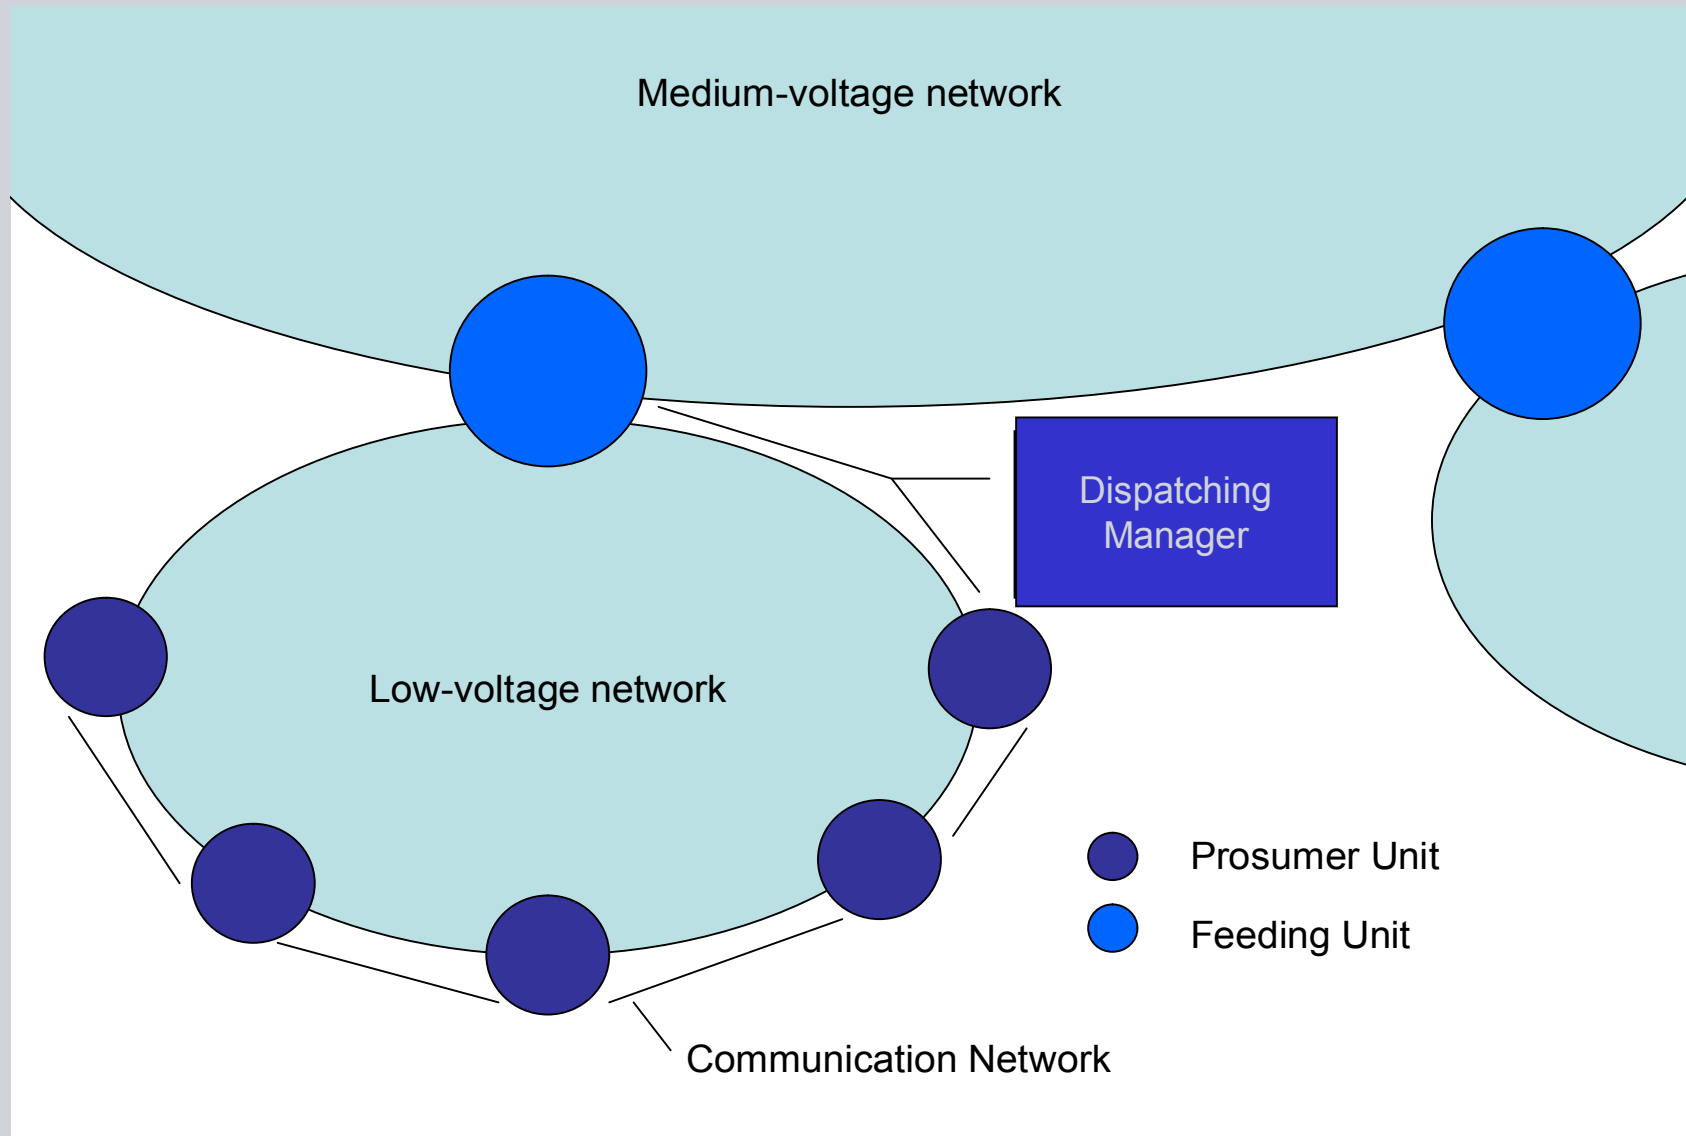 Medium-voltage network
Dispatching
Manager
Low-voltage network
Prosumer Unit
Feeding Unit
Communication Network